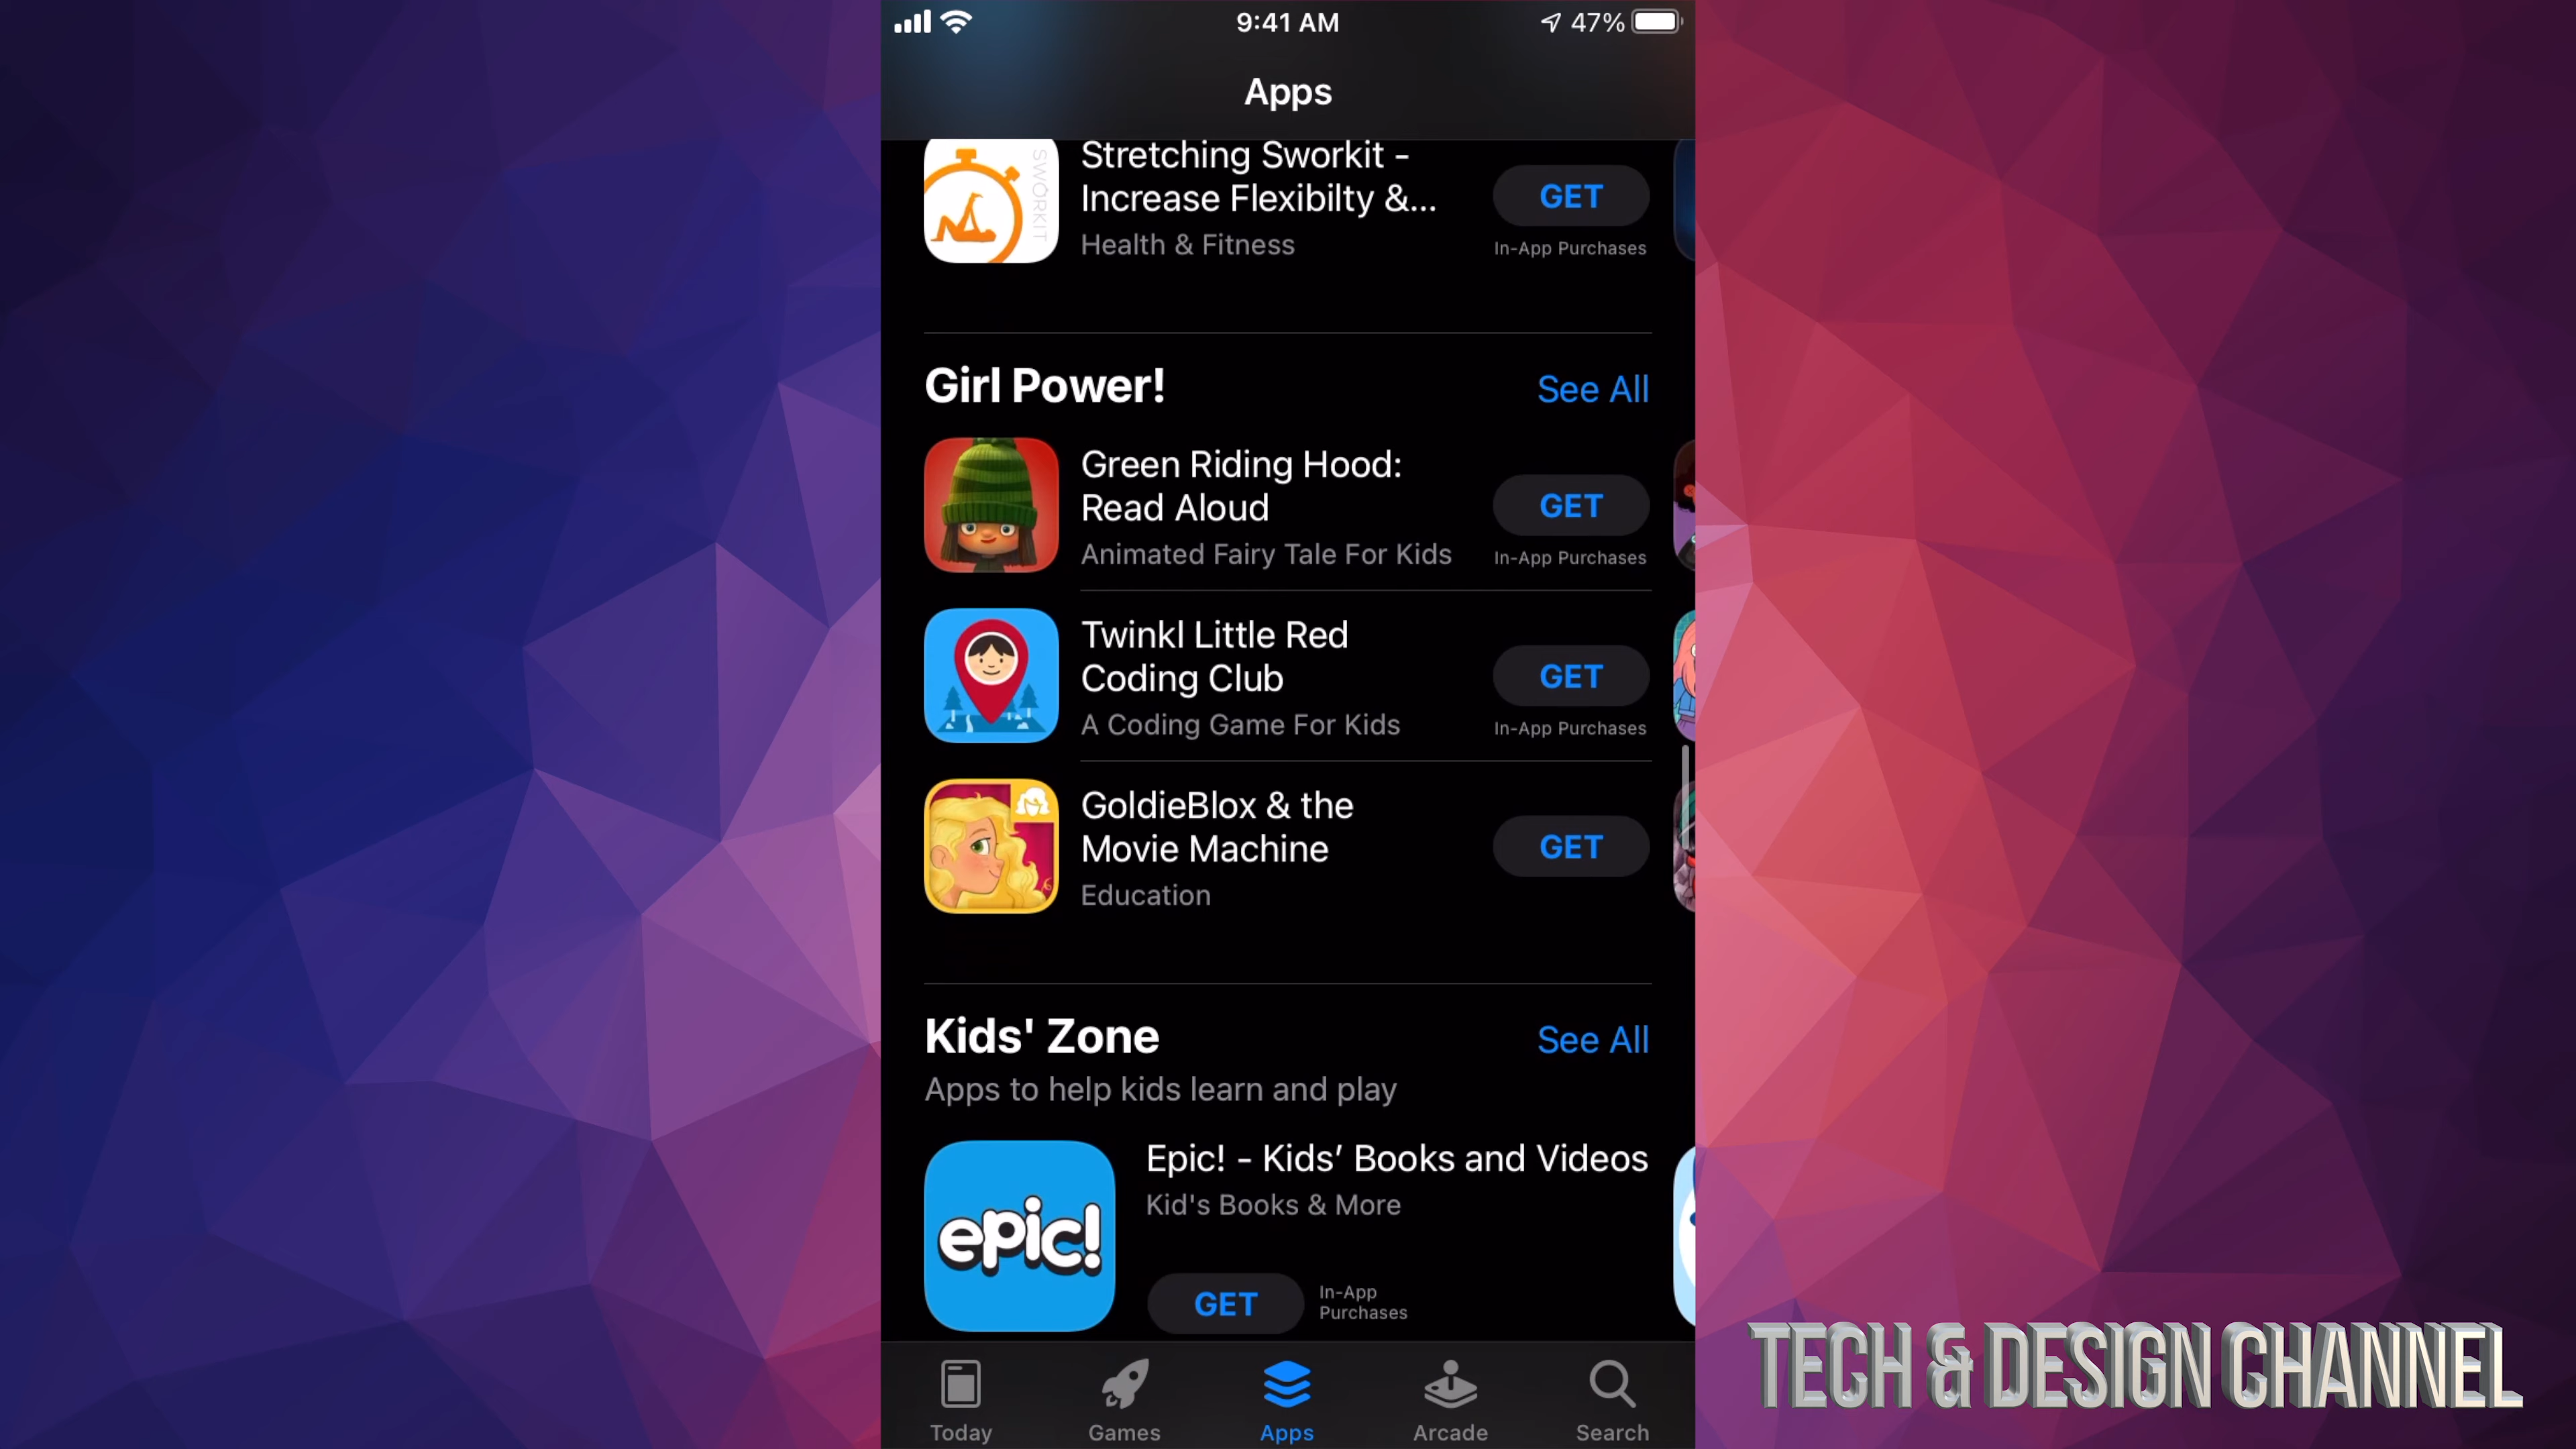 9:41 AM
47%
Apps
SWORKIT
Stretching Sworkit -
Increase Flexibilty &...
Health & Fitness
GET
In-App Purchases
Girl Power!
See All
Green Riding Hood:
Read Aloud
Animated Fairy Tale For Kids
GET
In-App Purchases
Twinkl Little Red
Coding Club
A Coding Game For Kids
GET
In-App Purchases
GoldieBlox & the
Movie Machine
Education
GET
Kids' Zone
See All
Apps to help kids learn and play
epic!
Epic! - Kids’ Books and Videos
Kid's Books & More
GET
In-App
Purchases
Today
Games
Apps
Arcade
Search
TECH & DESIGN CHANNEL